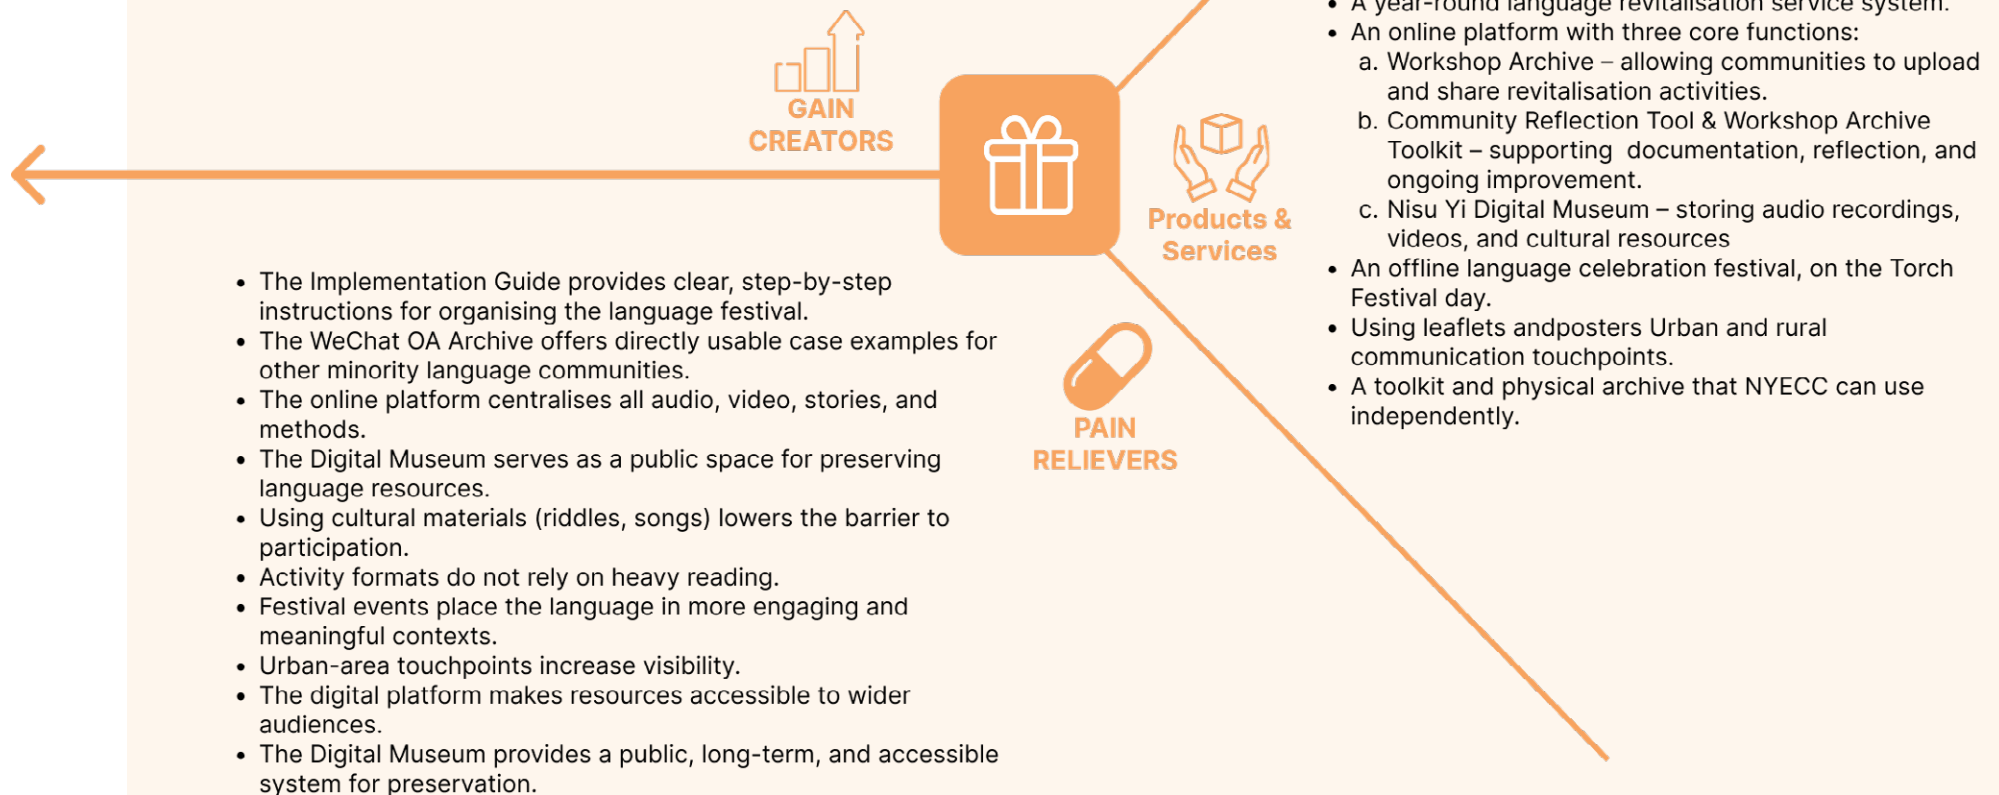 GAIN
CREATORS
• The Implementation Guide provides clear, step-by-step
instructions for organising the language festival.
• The WeChat OA Archive offers directly usable case examples for
other minority language communities.
• The online platform centralises all audio, video, stories, and
methods.
• The Digital Museum serves as a public space for preserving
language resources.
• Using cultural materials (riddles, songs) lowers the barrier to
participation.
• Activity formats do not rely on heavy reading.
• Festival events place the language in more engaging and
meaningful contexts.
• Urban-area touchpoints increase visibility.
• The digital platform makes resources accessible to wider
audiences.
• The Digital Museum provides a public, long-term, and accessible
system for preservation.
PAIN
RELIEVERS
Products &
Services
• A year-round language revitalisation service system.
• An online platform with three core functions:
a. Workshop Archive – allowing communities to upload
and share revitalisation activities.
b. Community Reflection Tool & Workshop Archive
Toolkit – supporting  documentation, reflection, and
ongoing improvement.
c. Nisu Yi Digital Museum – storing audio recordings,
videos, and cultural resources
• An offline language celebration festival, on the Torch
Festival day.
• Using leaflets andposters Urban and rural
communication touchpoints.
• A toolkit and physical archive that NYECC can use
independently.